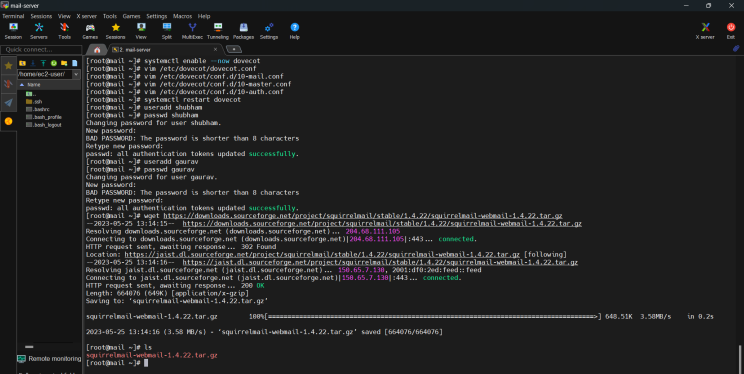 mail-server
Terminal Sessions View X server Tools Games Settings Macros Help
Session Servers Tools Games Sessions View Split MultiExec Tunneling Packages Settings Help X server Exit
Quick connect...
2. mail-server
/home/ec2-user/
Name
..
.ssh
.bashrc
.bash_profile
.bash_logout
Remote monitoring
[root@mail ~]# systemctl enable --now dovecot
[root@mail ~]# vim /etc/dovecot/dovecot.conf
[root@mail ~]# vim /etc/dovecot/conf.d/10-mail.conf
[root@mail ~]# vim /etc/dovecot/conf.d/10-master.conf
[root@mail ~]# vim /etc/dovecot/conf.d/10-auth.conf
[root@mail ~]# systemctl restart dovecot
[root@mail ~]# useradd shubham
[root@mail ~]# passwd shubham
Changing password for user shubham.
New password:
BAD PASSWORD: The password is shorter than 8 characters
Retype new password:
passwd: all authentication tokens updated successfully.
[root@mail ~]# useradd gaurav
[root@mail ~]# passwd gaurav
Changing password for user gaurav.
New password:
BAD PASSWORD: The password is shorter than 8 characters
Retype new password:
passwd: all authentication tokens updated successfully.
[root@mail ~]# wget https://downloads.sourceforge.net/project/squirrelmail/stable/1.4.22/squirrelmail-webmail-1.4.22.tar.gz
--2023-05-25 13:14:15-- https://downloads.sourceforge.net/project/squirrelmail/stable/1.4.22/squirrelmail-webmail-1.4.22.tar.gz
Resolving downloads.sourceforge.net (downloads.sourceforge.net)... 204.68.111.105
Connecting to downloads.sourceforge.net (downloads.sourceforge.net)|204.68.111.105|:443... connected.
HTTP request sent, awaiting response... 302 Found
Location: https://jaist.dl.sourceforge.net/project/squirrelmail/stable/1.4.22/squirrelmail-webmail-1.4.22.tar.gz [following]
--2023-05-25 13:14:16-- https://jaist.dl.sourceforge.net/project/squirrelmail/stable/1.4.22/squirrelmail-webmail-1.4.22.tar.gz
Resolving jaist.dl.sourceforge.net (jaist.dl.sourceforge.net)... 150.65.7.130, 2001:df0:2ed:feed::feed
Connecting to jaist.dl.sourceforge.net (jaist.dl.sourceforge.net)|150.65.7.130|:443... connected.
HTTP request sent, awaiting response... 200 OK
Length: 664076 (649K) [application/x-gzip]
Saving to: 'squirrelmail-webmail-1.4.22.tar.gz'
squirrelmail-webmail-1.4.22.tar.gz 100%[===================================================================================>] 648.51K 3.58MB/s in 0.2s
2023-05-25 13:14:16 (3.58 MB/s) - 'squirrelmail-webmail-1.4.22.tar.gz' saved [664076/664076]
[root@mail ~]# ls
squirrelmail-webmail-1.4.22.tar.gz
[root@mail ~]#